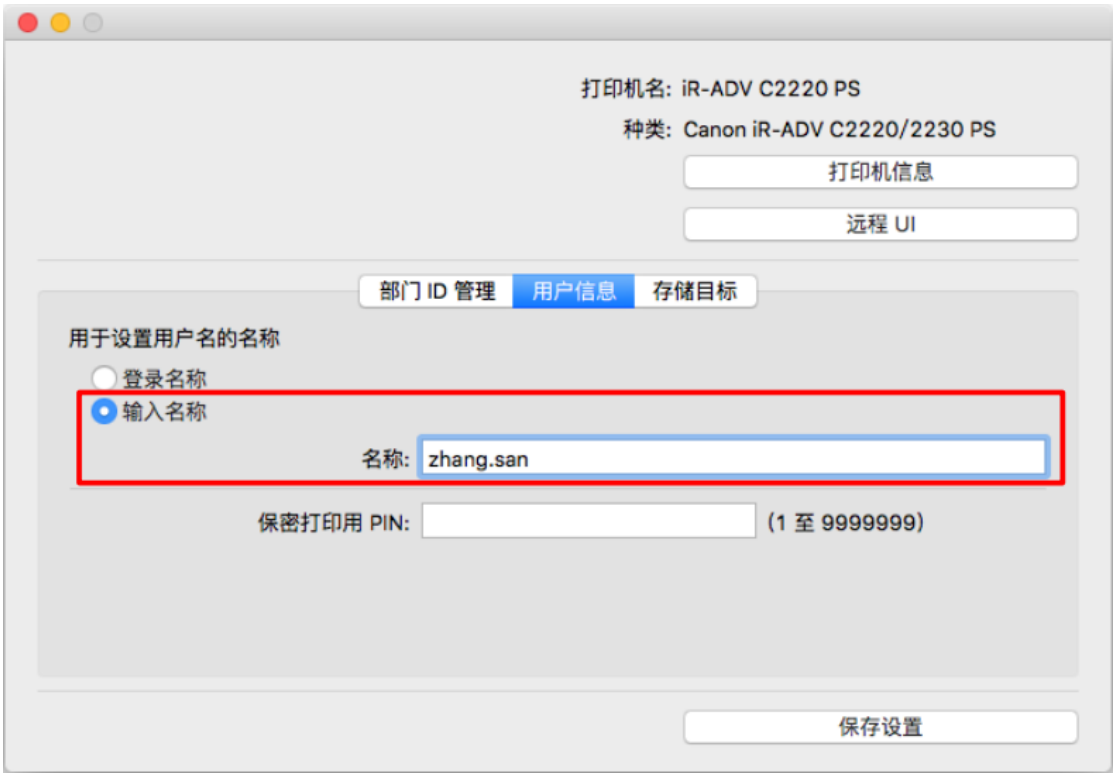 打印机名: iR-ADV C2220 PS
种类: Canon iR-ADV C2220/2230 PS
打印机信息
远程 UI
部门 ID 管理 用户信息 存储目标
用于设置用户名的名称
登录名称
输入名称
名称: zhang.san
保密打印用 PIN: (1 至 9999999)
保存设置